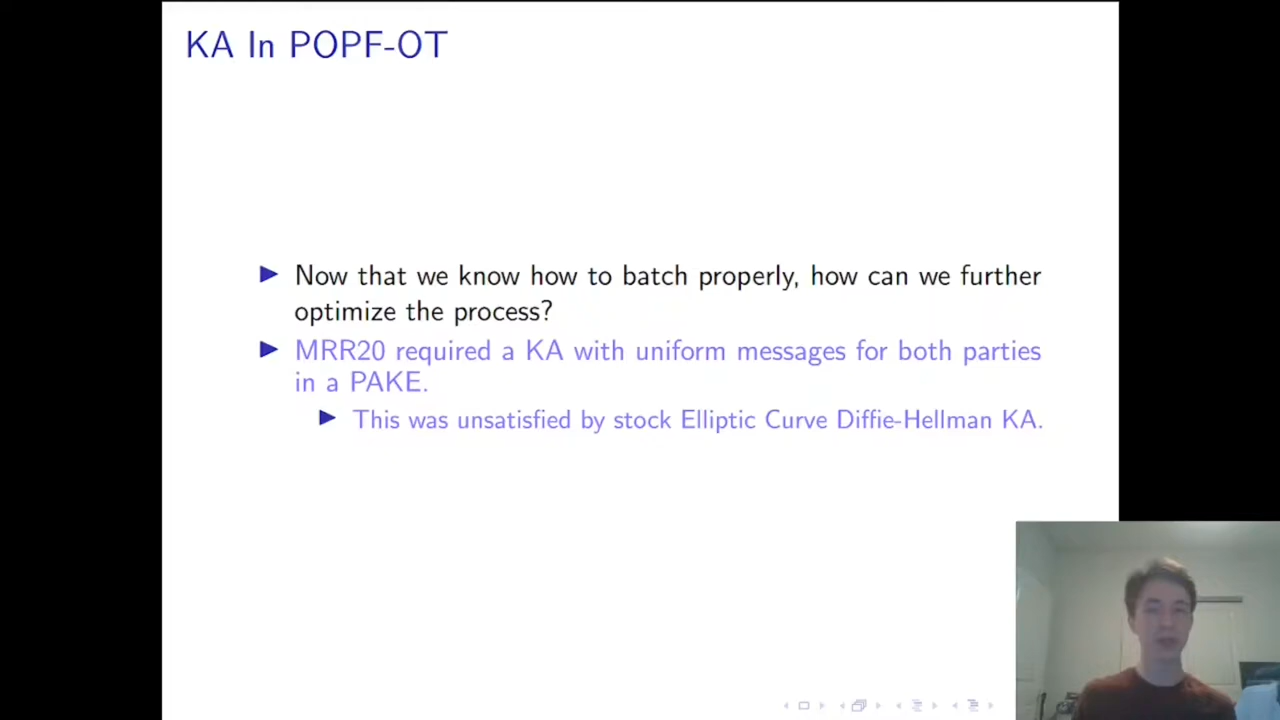 KA In POPF-OT
Now that we know how to batch properly, how can we further
optimize the process?
MRR20 required a KA with uniform messages for both parties
in a PAKE.
This was unsatisfied by stock Elliptic Curve Diffie-Hellman KA.